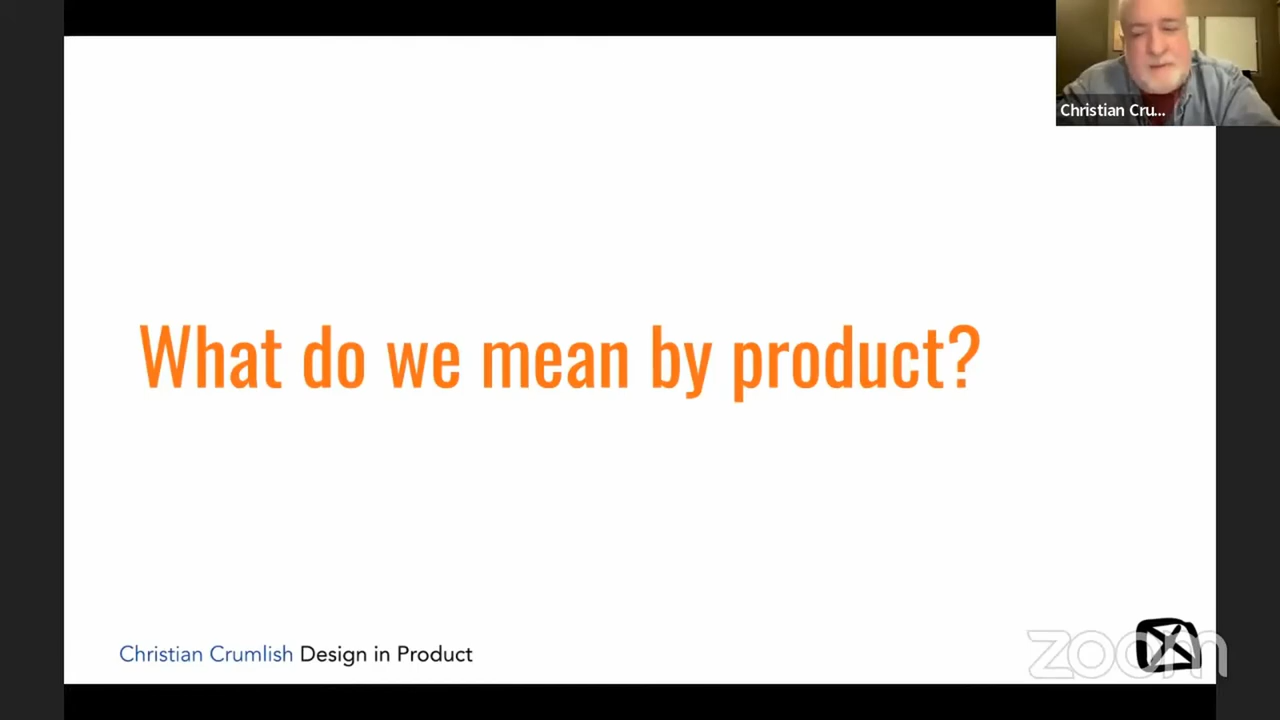 Christian Cru...
What do we mean by product?
Christian Crumlish Design in Product
zoom